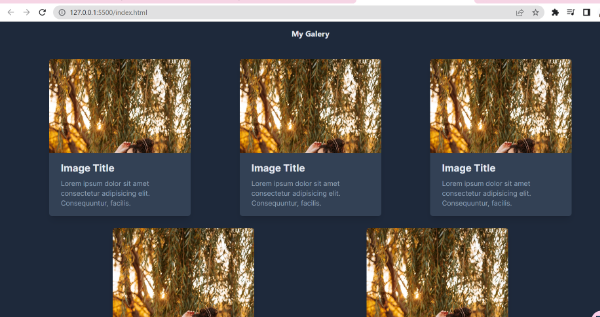 127.0.0.1:5500/index.html
My Galery
Image Title
Lorem ipsum dolor sit amet
consectetur adipisicing elit.
Consequuntur, facilis.
Image Title
Lorem ipsum dolor sit amet
consectetur adipisicing elit.
Consequuntur, facilis.
Image Title
Lorem ipsum dolor sit amet
consectetur adipisicing elit.
Consequuntur, facilis.